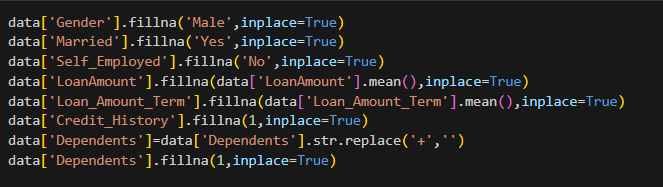 data['Gender'].fillna('Male',inplace=True)
data['Married'].fillna('Yes',inplace=True)
data['Self_Employed'].fillna('No',inplace=True)
data['LoanAmount'].fillna(data['LoanAmount'].mean(),inplace=True)
data['Loan_Amount_Term'].fillna(data['Loan_Amount_Term'].mean(),inplace=True)
data['Credit_History'].fillna(1,inplace=True)
data['Dependents']=data['Dependents'].str.replace('+','')
data['Dependents'].fillna(1,inplace=True)